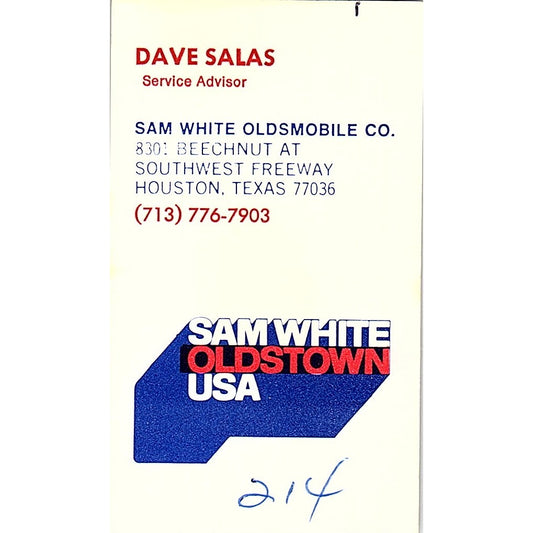 DAVE SALAS
Service Advisor
SAM WHITE OLDSMOBILE CO.
8301 BEECHNUT AT
SOUTHWEST FREEWAY
HOUSTON, TEXAS 77036
(713) 776-7903
SAM WHITE
OLDSTOWN
USA
214